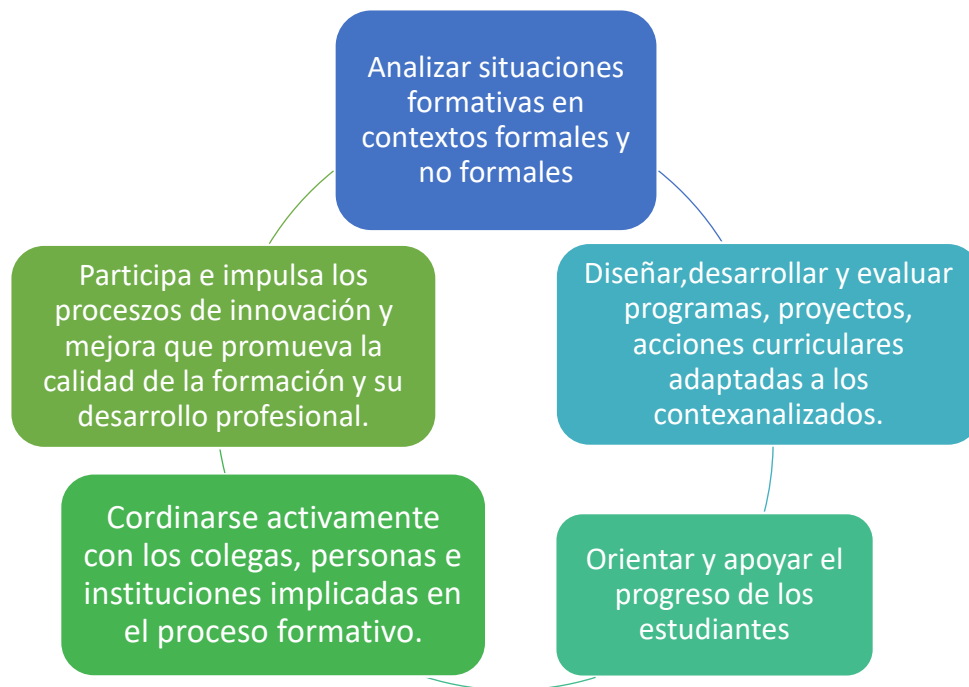 Analizar situaciones
formativas en
contextos formales y
no formales
Diseñar,desarrollar y evaluar
programas, proyectos,
acciones curriculares
adaptadas a los
contexanalizados.
Orientar y apoyar el
progreso de los
estudiantes
Cordinarse activamente
con los colegas, personas e
instituciones implicadas en
el proceso formativo.
Participa e impulsa los
proceszos de innovación y
mejora que promueva la
calidad de la formación y su
desarrollo profesional.